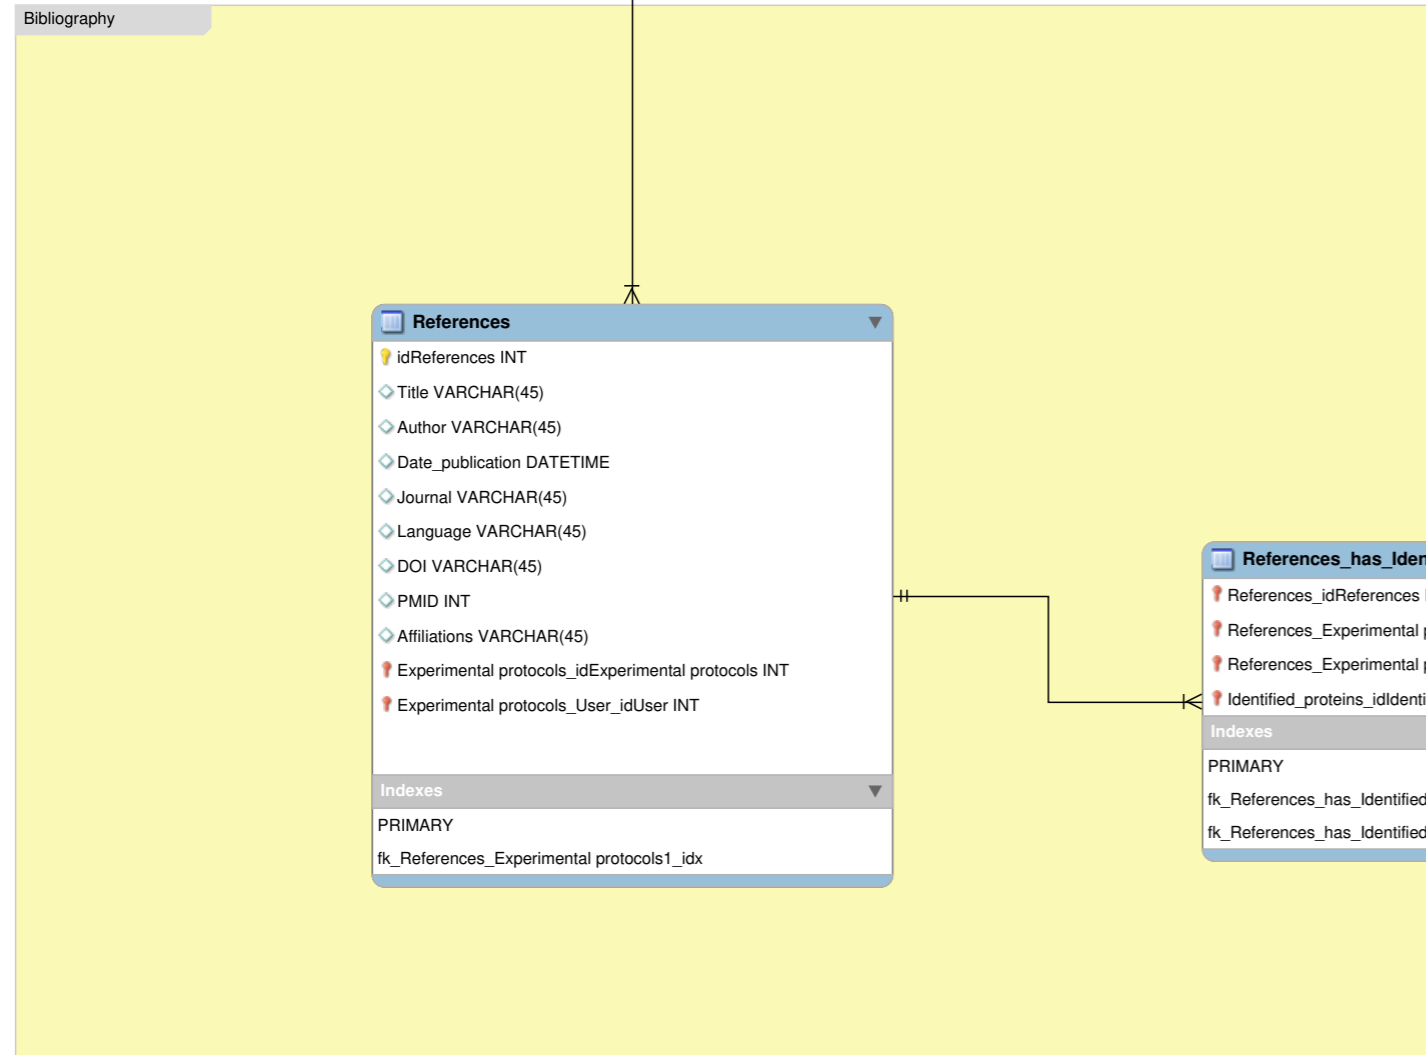 Bibliography
References
idReferences INT
Title VARCHAR(45)
Author VARCHAR(45)
Date_publication DATETIME
Journal VARCHAR(45)
Language VARCHAR(45)
DOI VARCHAR(45)
PMID INT
Affiliations VARCHAR(45)
Experimental protocols_idExperimental protocols INT
Experimental protocols_User_idUser INT
Indexes
PRIMARY
fk_References_Experimental protocols1_idx
References_has_Iden
References_idReferences
References_Experimental
References_Experimental
Identified_proteins_idIdenti
Indexes
PRIMARY
fk_References_has_Identified
fk_References_has_Identified